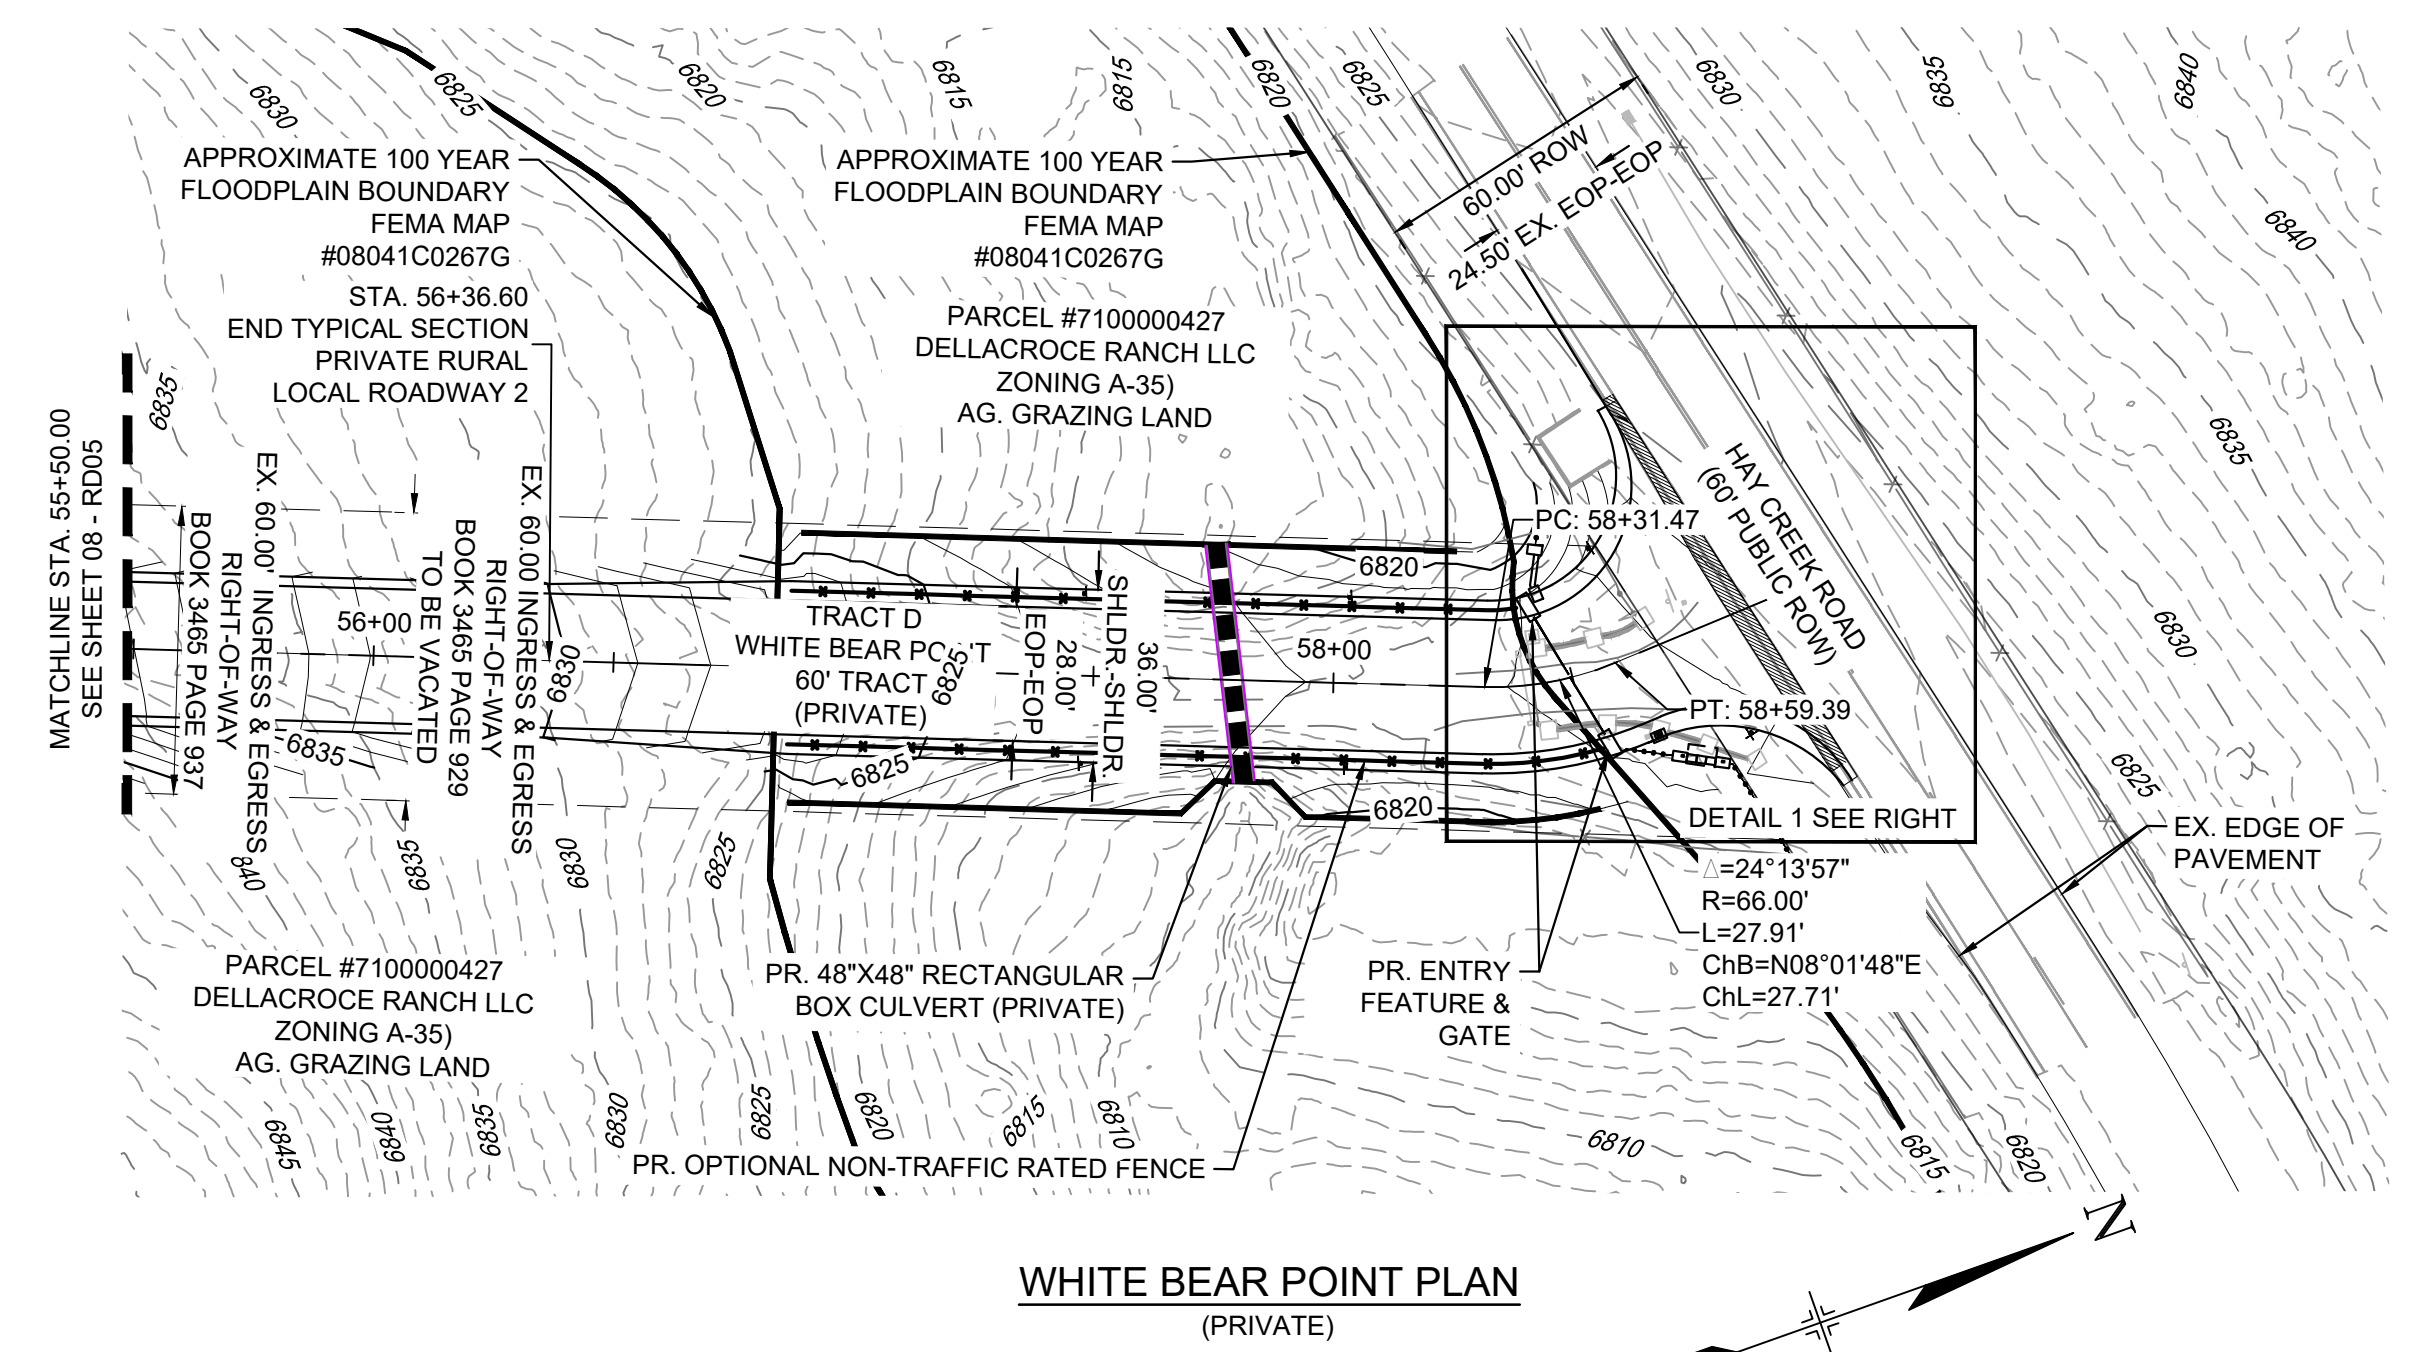 6830
6825
6820
6815
6815
6820
6825
6830
6835
6840
6840
6835
6830
6825
APPROXIMATE 100 YEAR
FLOODPLAIN BOUNDARY
FEMA MAP
#08041C0267G
STA. 56+36.60
END TYPICAL SECTION
PRIVATE RURAL
LOCAL ROADWAY 2
APPROXIMATE 100 YEAR
FLOODPLAIN BOUNDARY
FEMA MAP
#08041C0267G
PARCEL #7100000427
DELLACROCE RANCH LLC
ZONING A-35)
AG. GRAZING LAND
60.00' ROW
24.50' EX. EOP-EOP
MATCHLINE STA. 55+50.00
SEE SHEET 08 - RD05
6835
EX. 60.00' INGRESS & EGRESS
RIGHT-OF-WAY
BOOK 3465 PAGE 937
56+00
6835
EX. 60.00 INGRESS & EGRESS
RIGHT-OF-WAY
BOOK 3465 PAGE 929
TO BE VACATED
6830
TRACT D
WHITE BEAR PO 'T
60' TRACT
(PRIVATE)
6825
6825
28.00'
EOP-EOP
36.00'
SHLDR.-SHLDR
58+00
6820
6820
PC: 58+31.47
PT: 58+59.39
HAY CREEK ROAD
(60' PUBLIC ROW)
DETAIL 1 SEE RIGHT
EX. EDGE OF
PAVEMENT
Δ=24°13'57"
R=66.00'
L=27.91'
ChB=N08°01'48"E
ChL=27.71'
PR. ENTRY
FEATURE &
GATE
PR. 48"X48" RECTANGULAR
BOX CULVERT (PRIVATE)
PR. OPTIONAL NON-TRAFFIC RATED FENCE
PARCEL #7100000427
DELLACROCE RANCH LLC
ZONING A-35)
AG. GRAZING LAND
840
6835
6830
6825
6845
6840
6835
6830
6825
6820
6815
6810
6810
6815
6820
N
WHITE BEAR POINT PLAN
(PRIVATE)